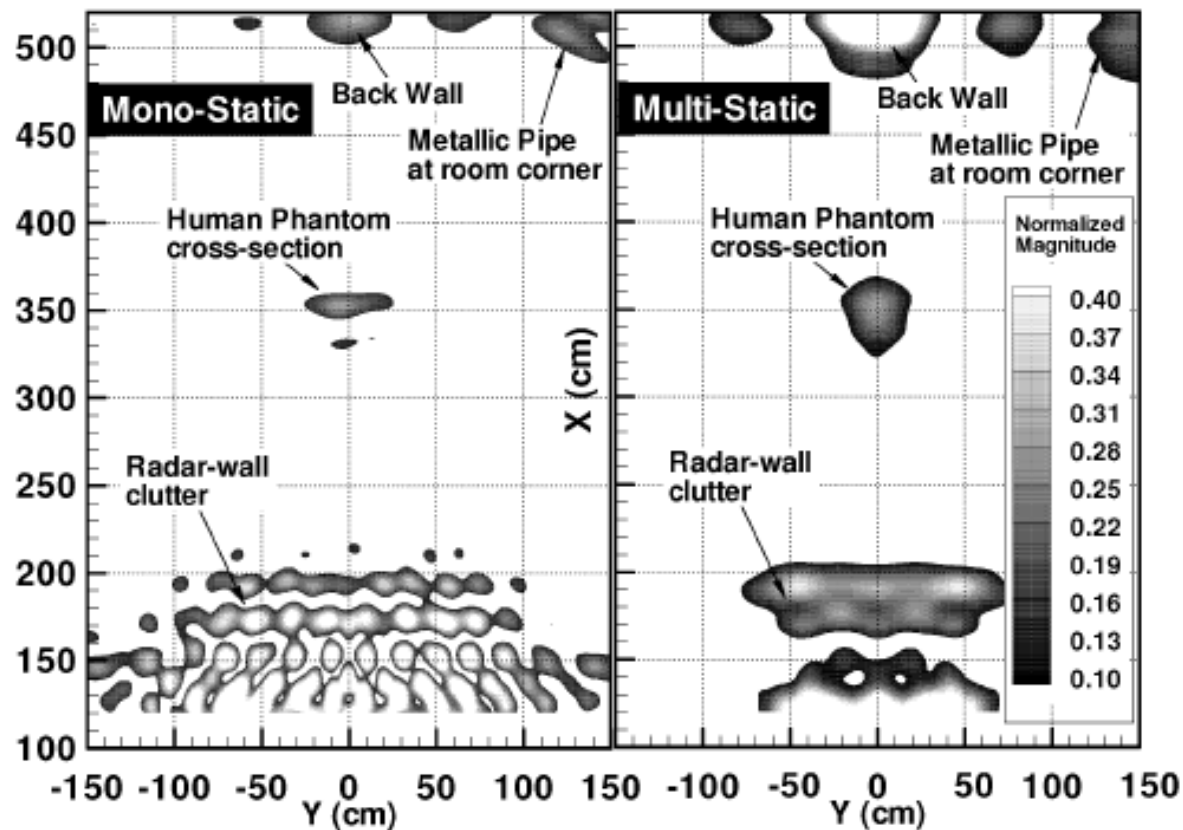 500
450
400
350
300
250
200
150
100
Mono-Static
Back Wall
Metallic Pipe
at room corner
Human Phantom
cross-section
Radar-wall
clutter
-150 -100 -50 0 50 100
Y (cm)
X (cm)
Multi-Static
Back Wall
Metallic Pipe
at room corner
Human Phantom
cross-section
Radar-wall
clutter
Normalized
Magnitude
0.40
0.37
0.34
0.31
0.28
0.25
0.22
0.19
0.16
0.13
0.10
-100 -50 0 50 100 150
Y (cm)